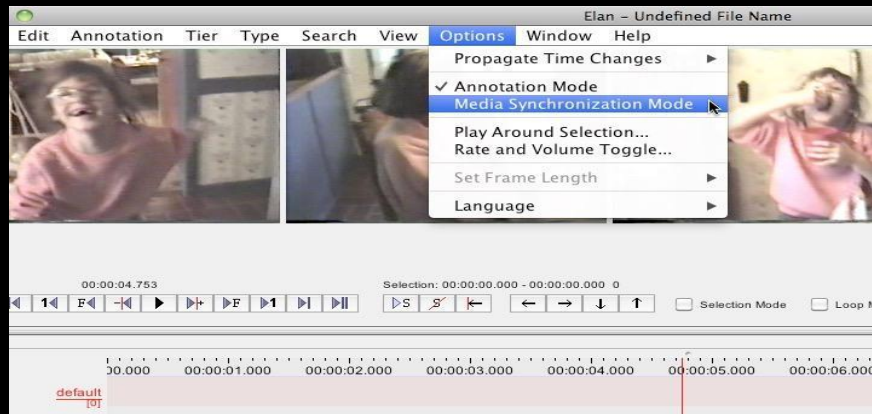 Elan - Undefined File Name
Edit Annotation Tier Type Search View Options Window Help
Propagate Time Changes
Annotation Mode
Media Synchronization Mode
Play Around Selection...
Rate and Volume Toggle...
Set Frame Length
Language
00:00:04.753
Selection: 00:00:00.000 - 00:00:00.000 0
1 F F 1 S S Selection Mode Loop
00.000 00:00:01.000 00:00:02.000 00:00:03.000 00:00:04.000 00:00:05.000 00:00:06.000
default
[0]